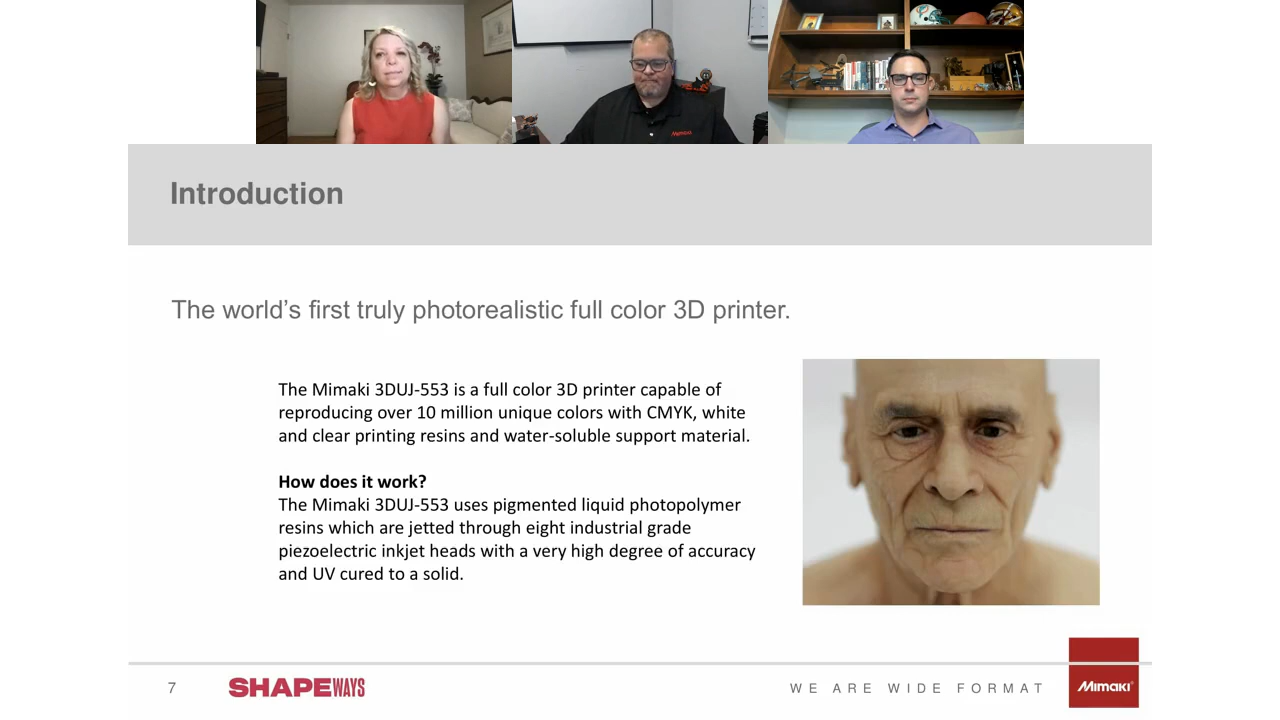 Mimaki
Introduction
The world’s first truly photorealistic full color 3D printer.
The Mimaki 3DUJ-553 is a full color 3D printer capable of
reproducing over 10 million unique colors with CMYK, white
and clear printing resins and water-soluble support material.
How does it work?
The Mimaki 3DUJ-553 uses pigmented liquid photopolymer
resins which are jetted through eight industrial grade
piezoelectric inkjet heads with a very high degree of accuracy
and UV cured to a solid.
7
SHAPEWAYS
WE ARE WIDE FORMAT
Mimaki